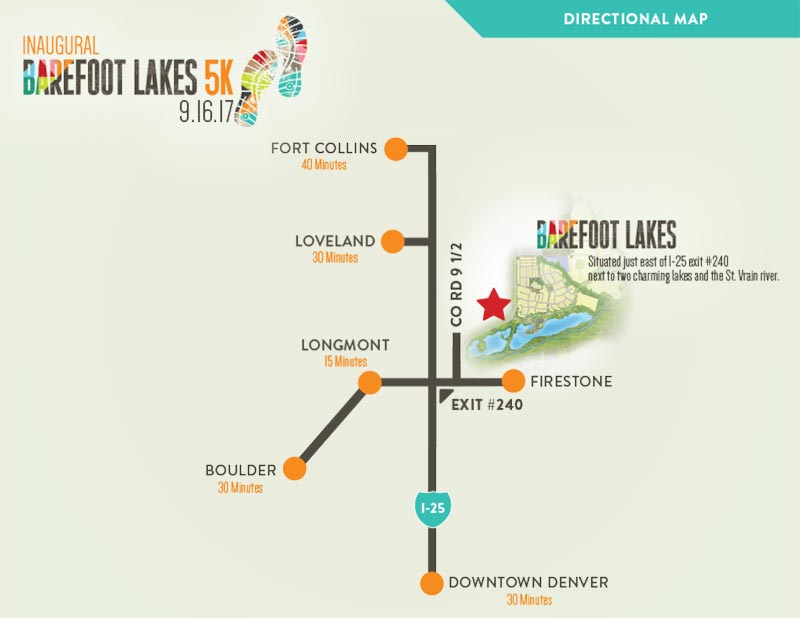 DIRECTIONAL MAP
INAUGURAL
BAREFOOT LAKES 5K
9.16.17
FORT COLLINS
40 Minutes
LOVELAND
30 Minutes
CO RD 9 1/2
BAREFOOT LAKES
Situated just east of I-25 exit #240
next to two charming lakes and the St. Vrain river.
LONGMONT
15 Minutes
FIRESTONE
EXIT #240
BOULDER
30 Minutes
I-25
DOWNTOWN DENVER
30 Minutes